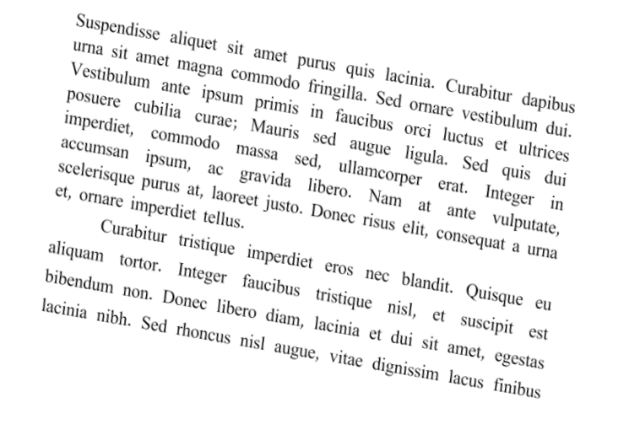 Suspendisse aliquet sit amet purus quis lacinia. Curabitur dapibus
urna sit amet magna commodo fringilla. Sed ornare vestibulum dui.
Vestibulum ante ipsum primis in faucibus orci luctus et ultrices
posuere cubilia curae; Mauris sed augue ligula. Sed quis dui
imperdiet, commodo massa sed, ullamcorper erat. Integer in
accumsan ipsum, ac gravida libero. Nam at ante vulputate,
scelerisque purus at, laoreet justo. Donec risus elit, consequat a urna
et, ornare imperdiet tellus.
Curabitur tristique imperdiet eros nec blandit. Quisque eu
aliquam tortor. Integer faucibus tristique nisl, et suscipit est
bibendum non. Donec libero diam, lacinia et dui sit amet, egestas
lacinia nibh. Sed rhoncus nisl augue, vitae dignissim lacus finibus